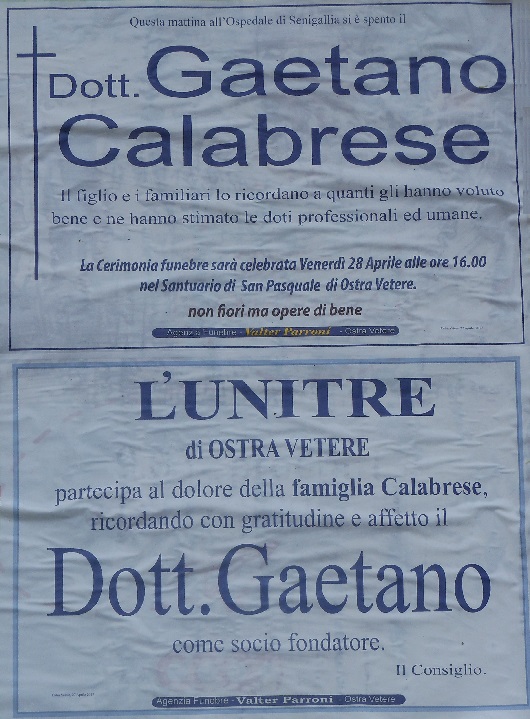 Questa mattina all'Ospedale di Senigallia si è spento il
Dott. Gaetano
Calabrese
Il figlio e i familiari lo ricordano a quanti gli hanno voluto
bene e ne hanno stimato le doti professionali ed umane.
La Cerimonia funebre sarà celebrata Venerdì 28 Aprile alle ore 16.00
nel Santuario di San Pasquale di Ostra Vetere.
non fiori ma opere di bene
Agenzia Funebre - Valter Parroni - Ostra Vetere
L'UNITRE
di OSTRA VETERE
partecipa al dolore della famiglia Calabrese,
ricordando con gratitudine e affetto il
Dott. Gaetano
come socio fondatore.
Il Consiglio.
Agenzia Funebre - Valter Parroni - Ostra Vetere